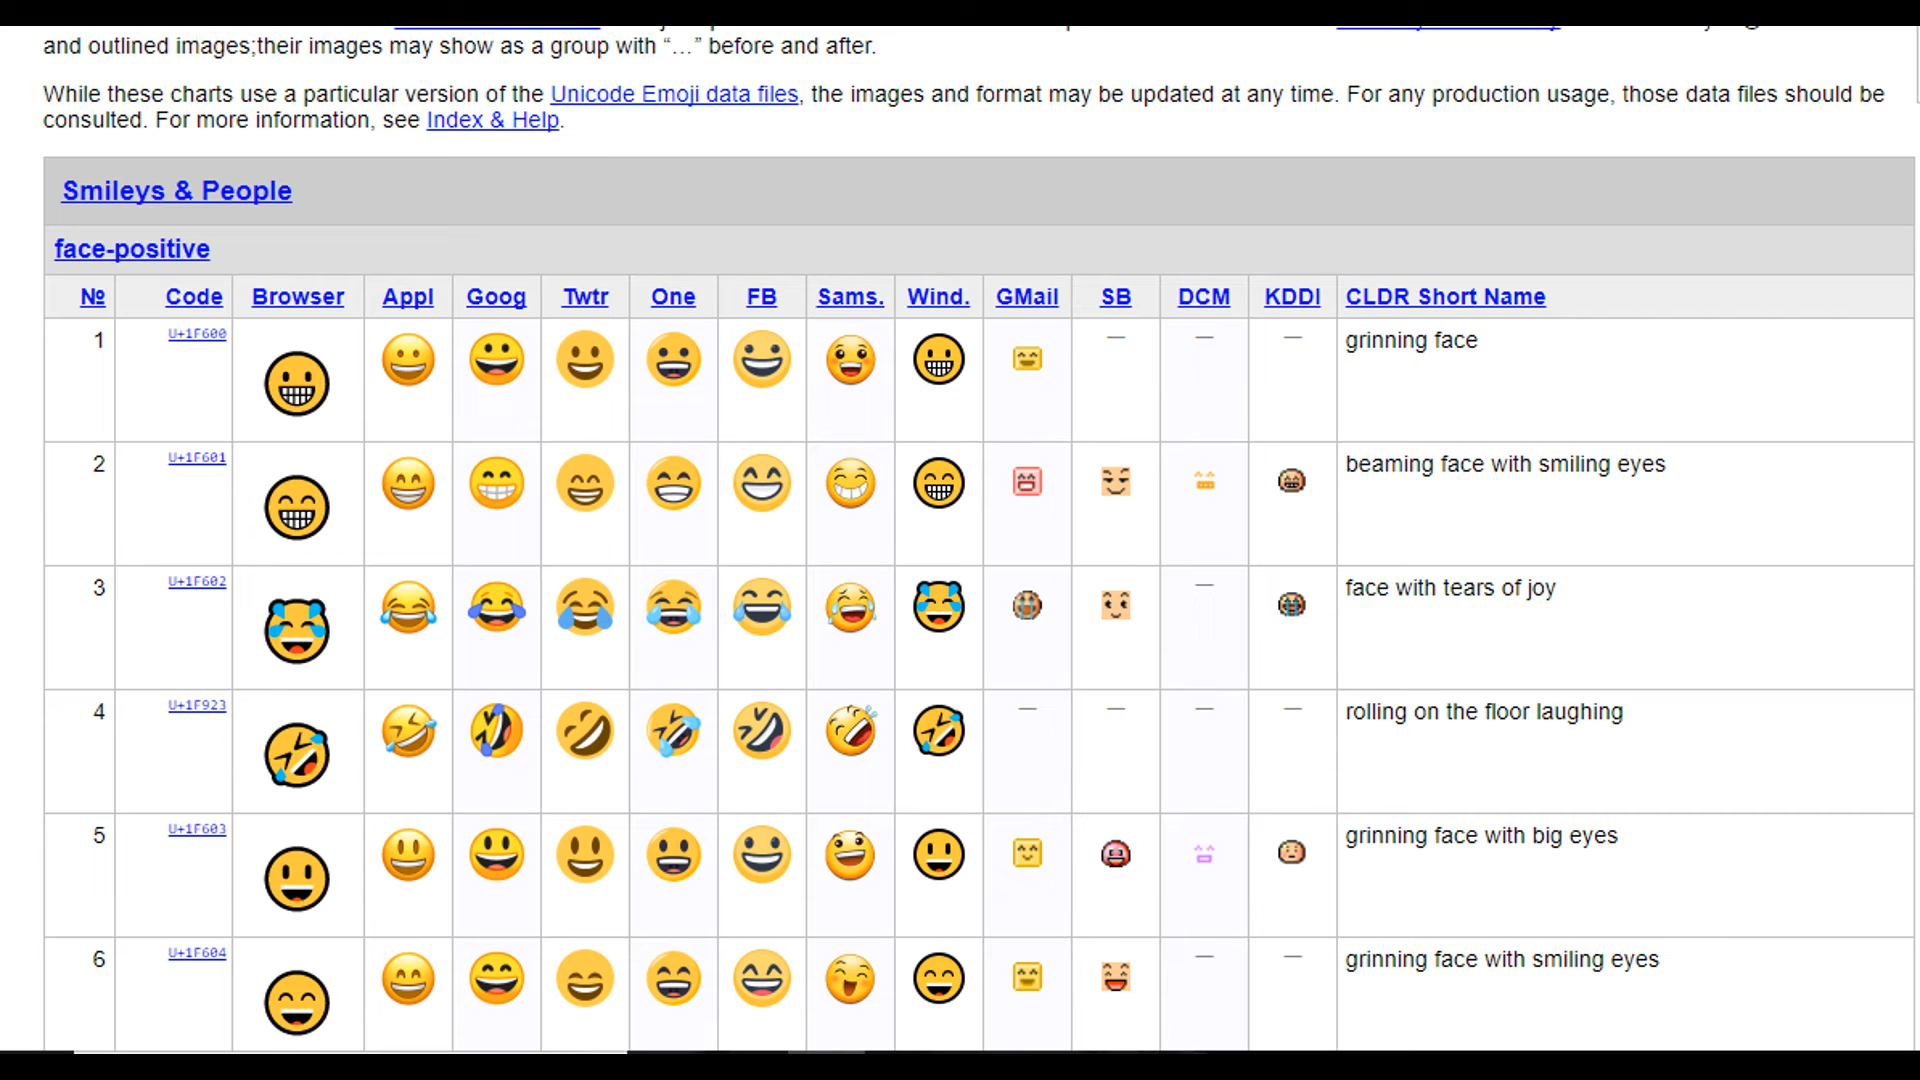 and outlined images;their images may show as a group with “…” before and after.
While these charts use a particular version of the Unicode Emoji data files, the images and format may be updated at any time. For any production usage, those data files should be
consulted. For more information, see Index & Help.
Smileys & People
face-positive
№ Code Browser Appl Goog Twtr One FB Sams. Wind. GMail SB DCM KDDI CLDR Short Name
1 U+1F600 — — — grinning face
2 U+1F601 beaming face with smiling eyes
3 U+1F602 — face with tears of joy
4 U+1F923 — — — — rolling on the floor laughing
5 U+1F603 grinning face with big eyes
6 U+1F604 — — grinning face with smiling eyes